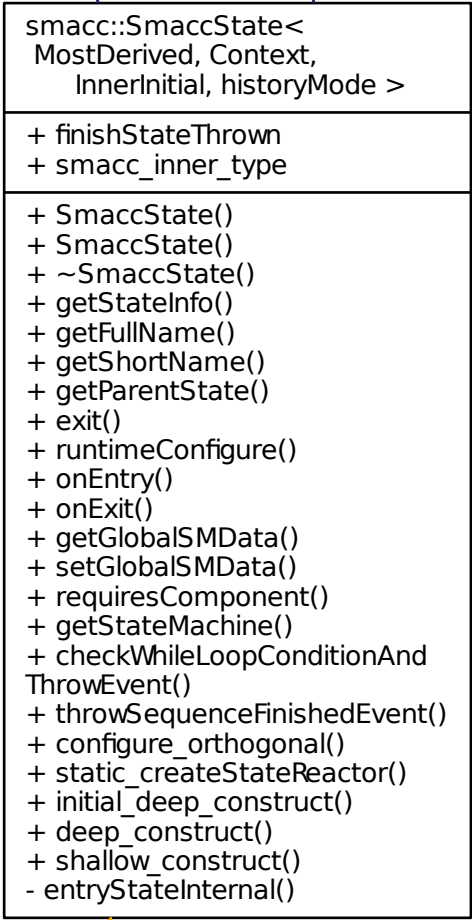 smacc::SmaccState<
MostDerived, Context,
InnerInitial, historyMode >
+ finishStateThrown
+ smacc_inner_type
+ SmaccState()
+ SmaccState()
+ ~SmaccState()
+ getStateInfo()
+ getFullName()
+ getShortName()
+ getParentState()
+ exit()
+ runtimeConfigure()
+ onEntry()
+ onExit()
+ getGlobalSMData()
+ setGlobalSMData()
+ requiresComponent()
+ getStateMachine()
+ checkWhileLoopConditionAnd
ThrowEvent()
+ throwSequenceFinishedEvent()
+ configure_orthogonal()
+ static_createStateReactor()
+ initial_deep_construct()
+ deep_construct()
+ shallow_construct()
- entryStateInternal()